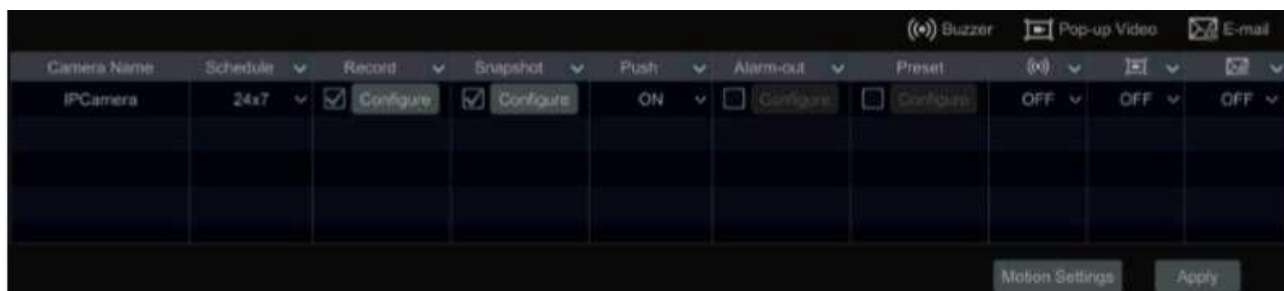 Buzzer Pop-up Video E-mail
Camera Name Schedule Record Snapshot Push Alarm-out Preset
IPCamera 24x7 Configure Configure ON Configure Configure OFF OFF OFF
Motion Settings Apply